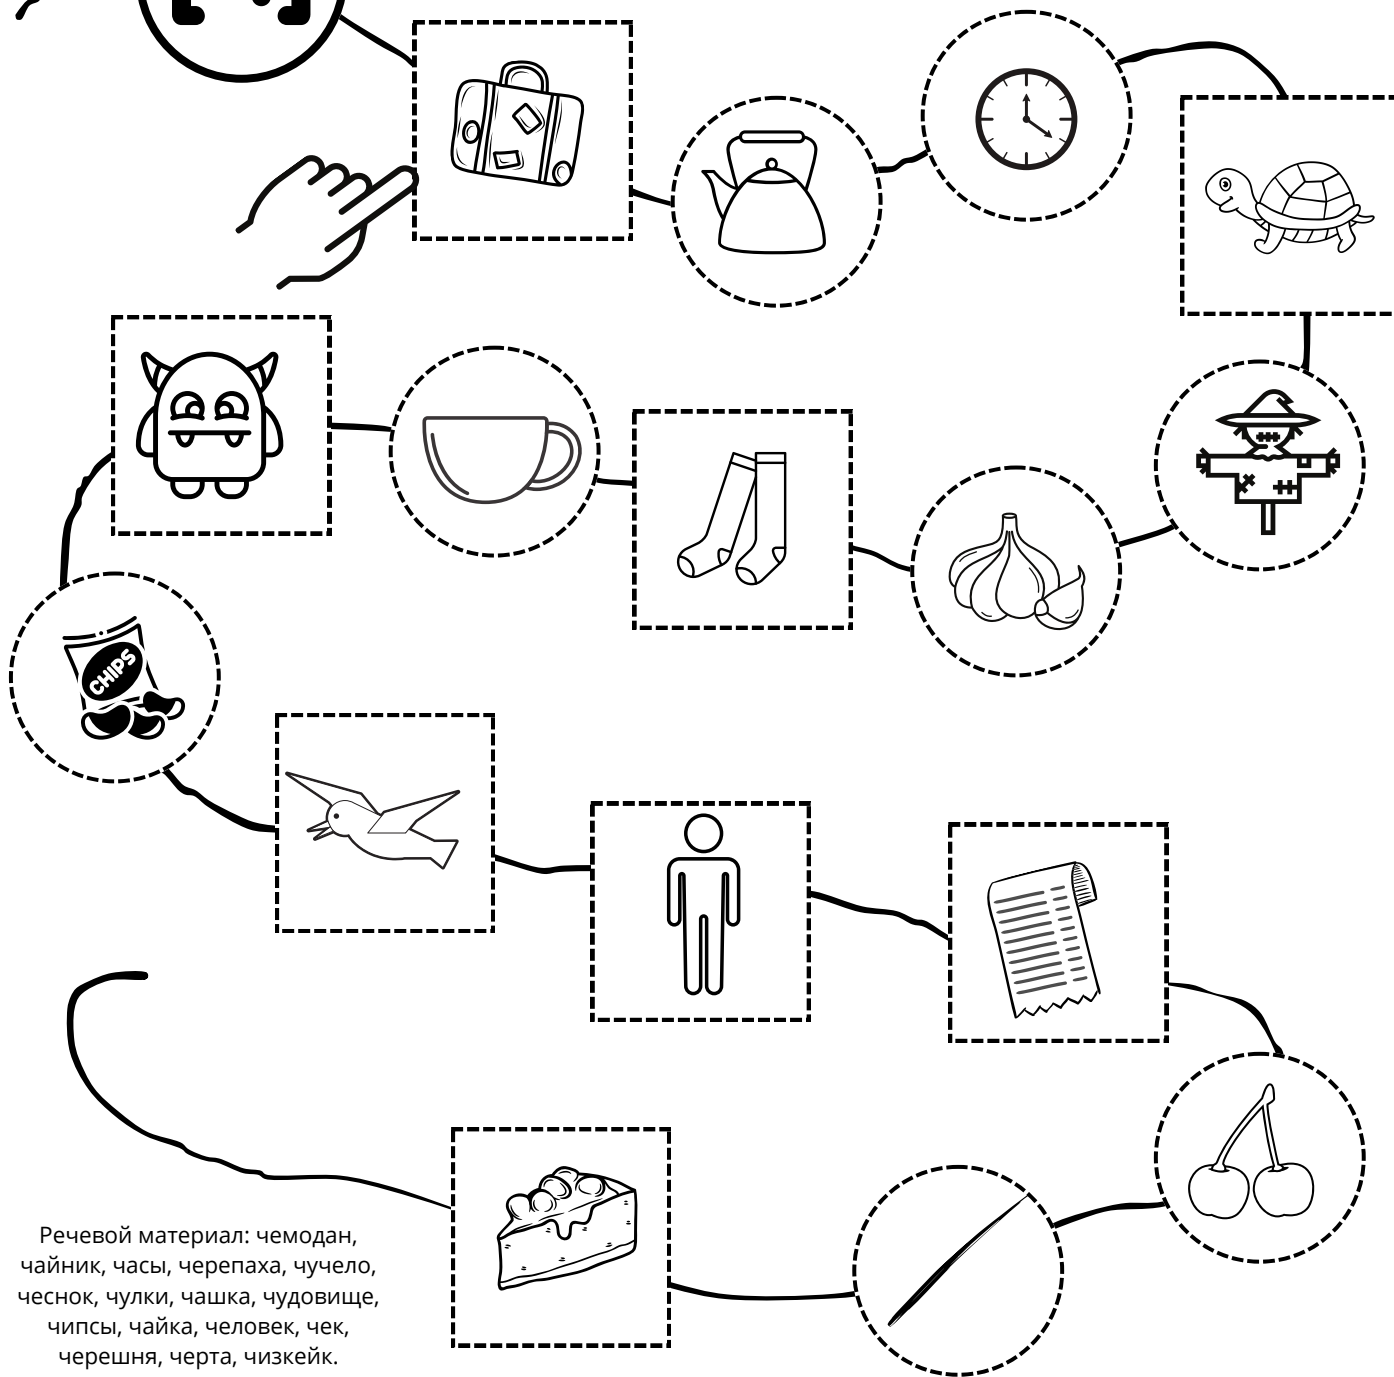 CHIPS
Речевой материал: чемодан,
чайник, часы, черепаха, чучело,
чеснок, чулки, чашка, чудовище,
чипсы, чайка, человек, чек,
черешня, черта, чизкейк.